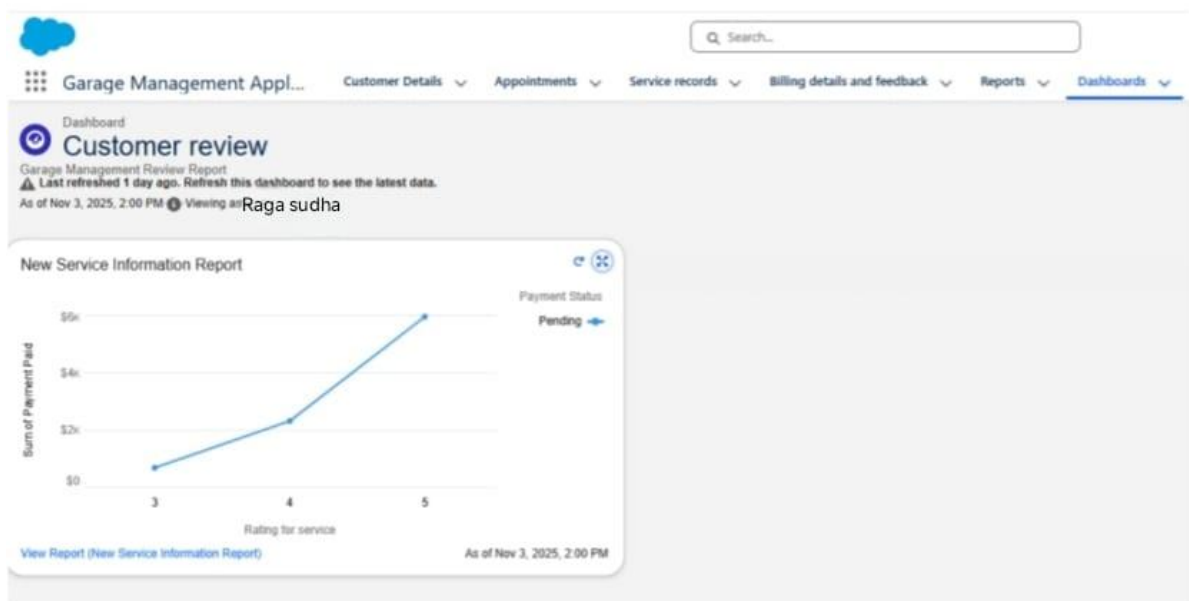 Search...
Garage Management Appl... Customer Details Appointments Service records Billing details and feedback Reports Dashboards
Dashboard
Customer review
Garage Management Review Report
Last refreshed 1 day ago. Refresh this dashboard to see the latest data.
As of Nov 3, 2025, 2:00 PM Viewing as Raga sudha
New Service Information Report
Payment Status
Pending
Sum of Payment Paid
$6k
$4k
$2k
$0
3 4 5
Rating for service
View Report (New Service Information Report) As of Nov 3, 2025, 2:00 PM